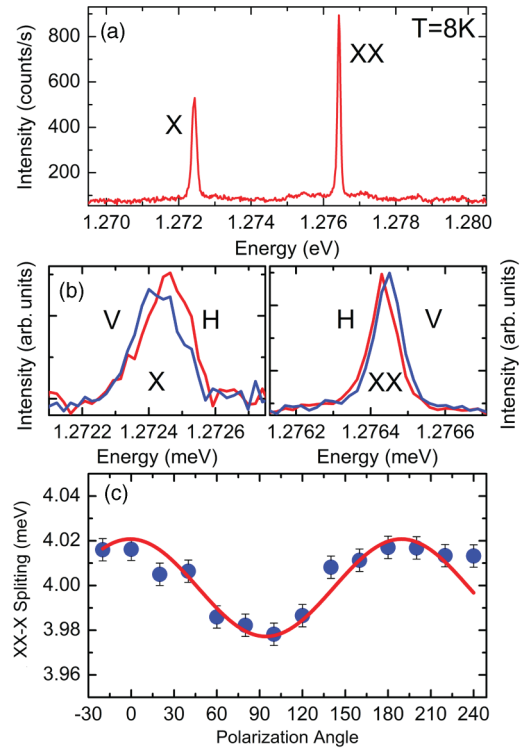 (a)
T=8K
XX
X
Intensity (counts/s)
800
600
400
200
1.270 1.272 1.274 1.276 1.278 1.280
Energy (eV)
(b)
V H
X
Intensity (arb. units)
1.2722 1.2724 1.2726
Energy (meV)
H V
XX
Intensity (arb. units)
1.2762 1.2764 1.2766
Energy (meV)
(c)
XX-X Splitting (meV)
4.04
4.02
4.00
3.98
3.96
-30 0 30 60 90 120 150 180 210 240
Polarization Angle